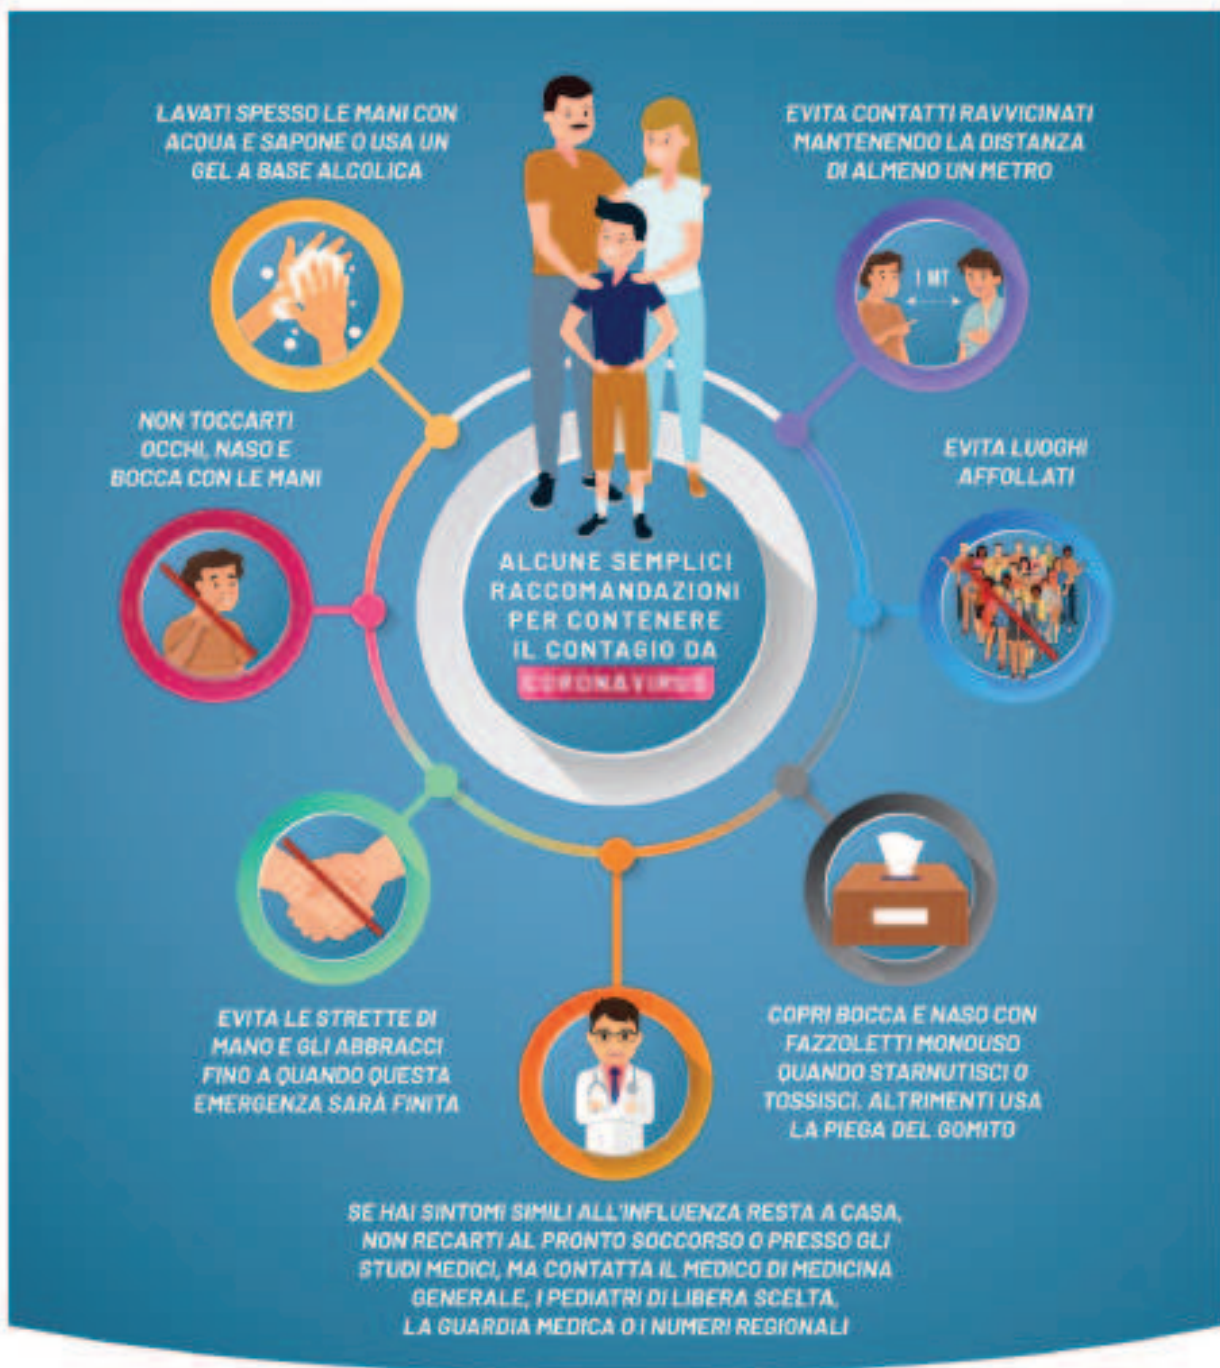 LAVATI SPESSO LE MANI CON
ACQUA E SAPONE O USA UN
GEL A BASE ALCOLICA
EVITA CONTATTI RAVVICINATI
MANTENENDO LA DISTANZA
DI ALMENO UN METRO
1 MT
NON TOCCARTI
OCCHI, NASO E
BOCCA CON LE MANI
EVITA LUOGHI
AFFOLLATI
ALCUNE SEMPLICI
RACCOMANDAZIONI
PER CONTENERE
IL CONTAGIO DA
CORONAVIRUS
EVITA LE STRETTE DI
MANO E GLI ABBRACCI
FINO A QUANDO QUESTA
EMERGENZA SARÀ FINITA
COPRI BOCCA E NASO CON
FAZZOLETTI MONOUSO
QUANDO STARNUTISCI O
TOSSISCI. ALTRIMENTI USA
LA PIEGA DEL GOMITO
SE HAI SINTOMI SIMILI ALL'INFLUENZA RESTA A CASA,
NON RECARTI AL PRONTO SOCCORSO O PRESSO GLI
STUDI MEDICI, MA CONTATTA IL MEDICO DI MEDICINA
GENERALE, I PEDIATRI DI LIBERA SCELTA,
LA GUARDIA MEDICA O I NUMERI REGIONALI